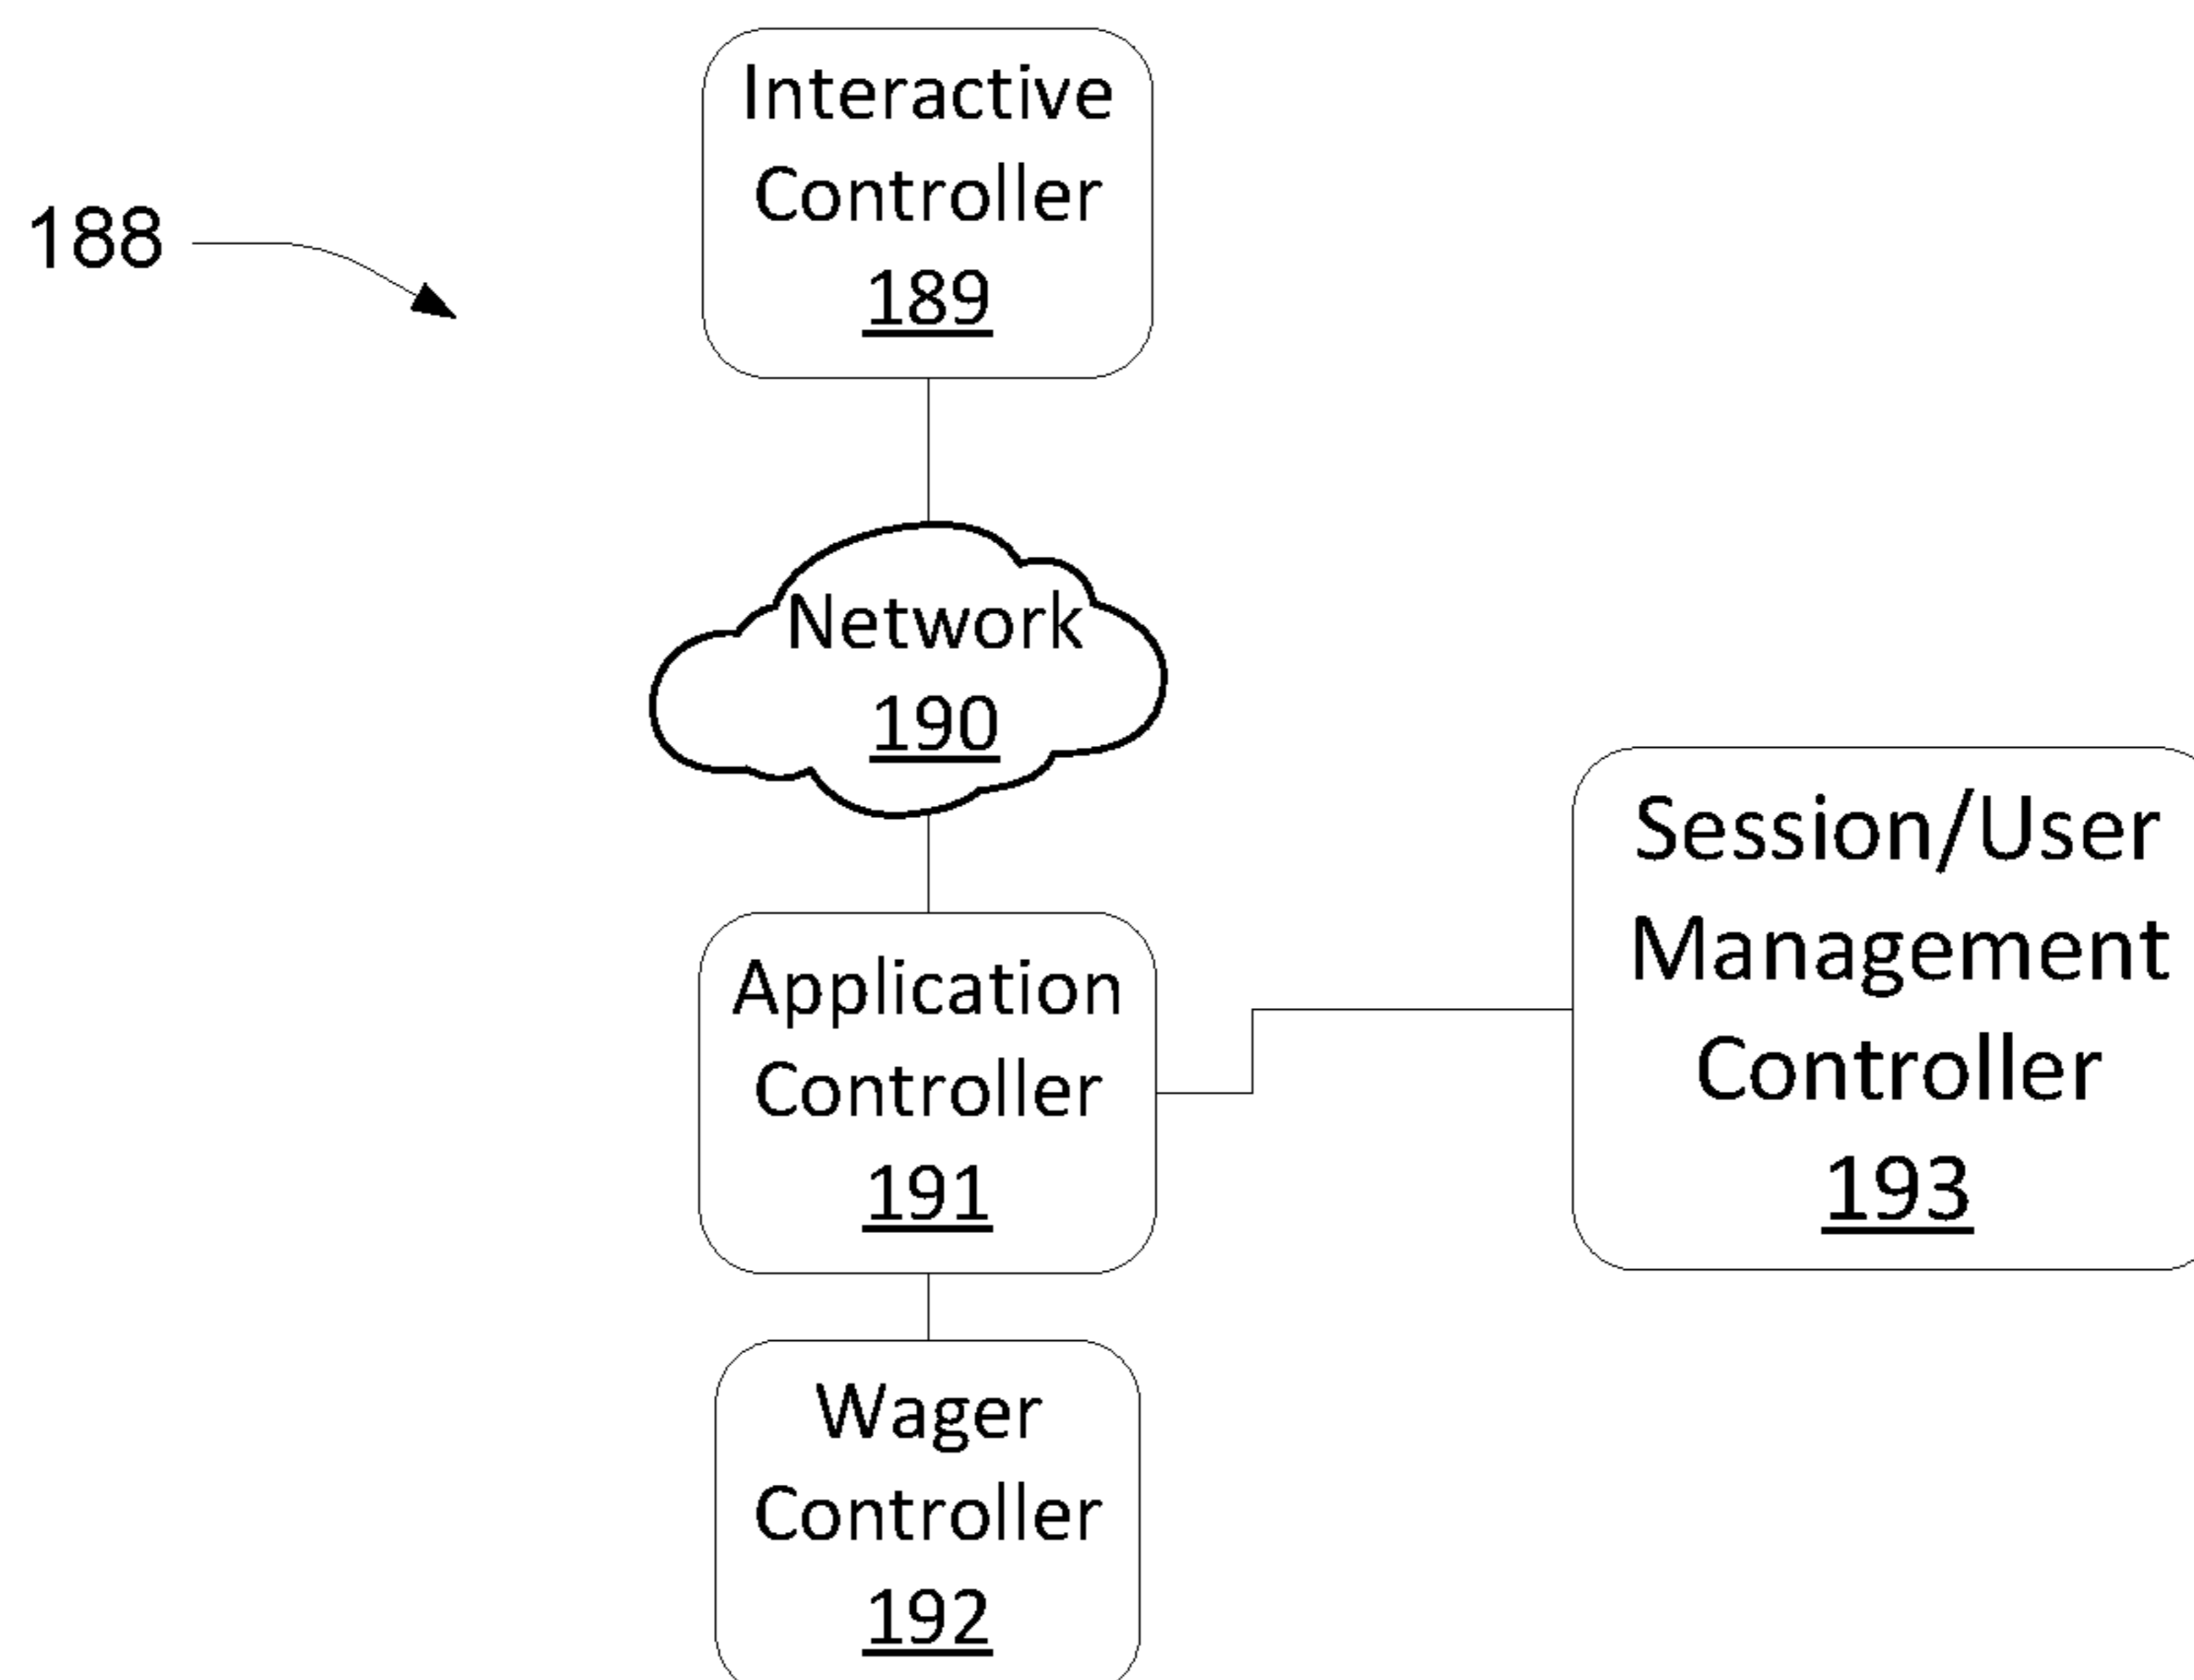 Interactive
Controller
189
188
Network
190
Application
Controller
191
Session/User
Management
Controller
193
Wager
Controller
192